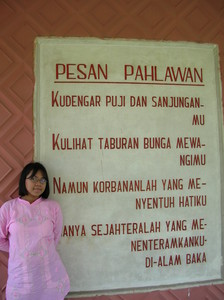 PESAN PAHLAWAN
KUDENGAR PUJI DAN SANJUNGAN-
MU
KULIHAT TABURAN BUNGA MEWA-
NGIMU
NAMUN KORBANANLAH YANG ME-
NYENTUH HATIKU
HANYA SEJAHTERALAH YANG ME-
NENTERAMKANKU-
DI-ALAM BAKA